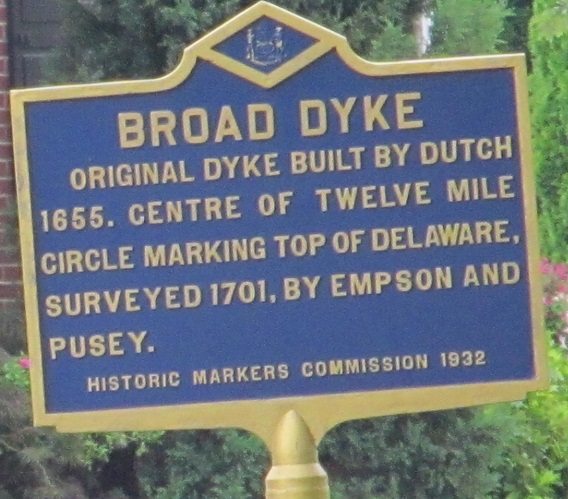 BROAD DYKE
ORIGINAL DYKE BUILT BY DUTCH
1655. CENTRE OF TWELVE MILE
CIRCLE MARKING TOP OF DELAWARE,
SURVEYED 1701, BY EMPSON AND
PUSEY.
HISTORIC MARKERS COMMISSION 1932